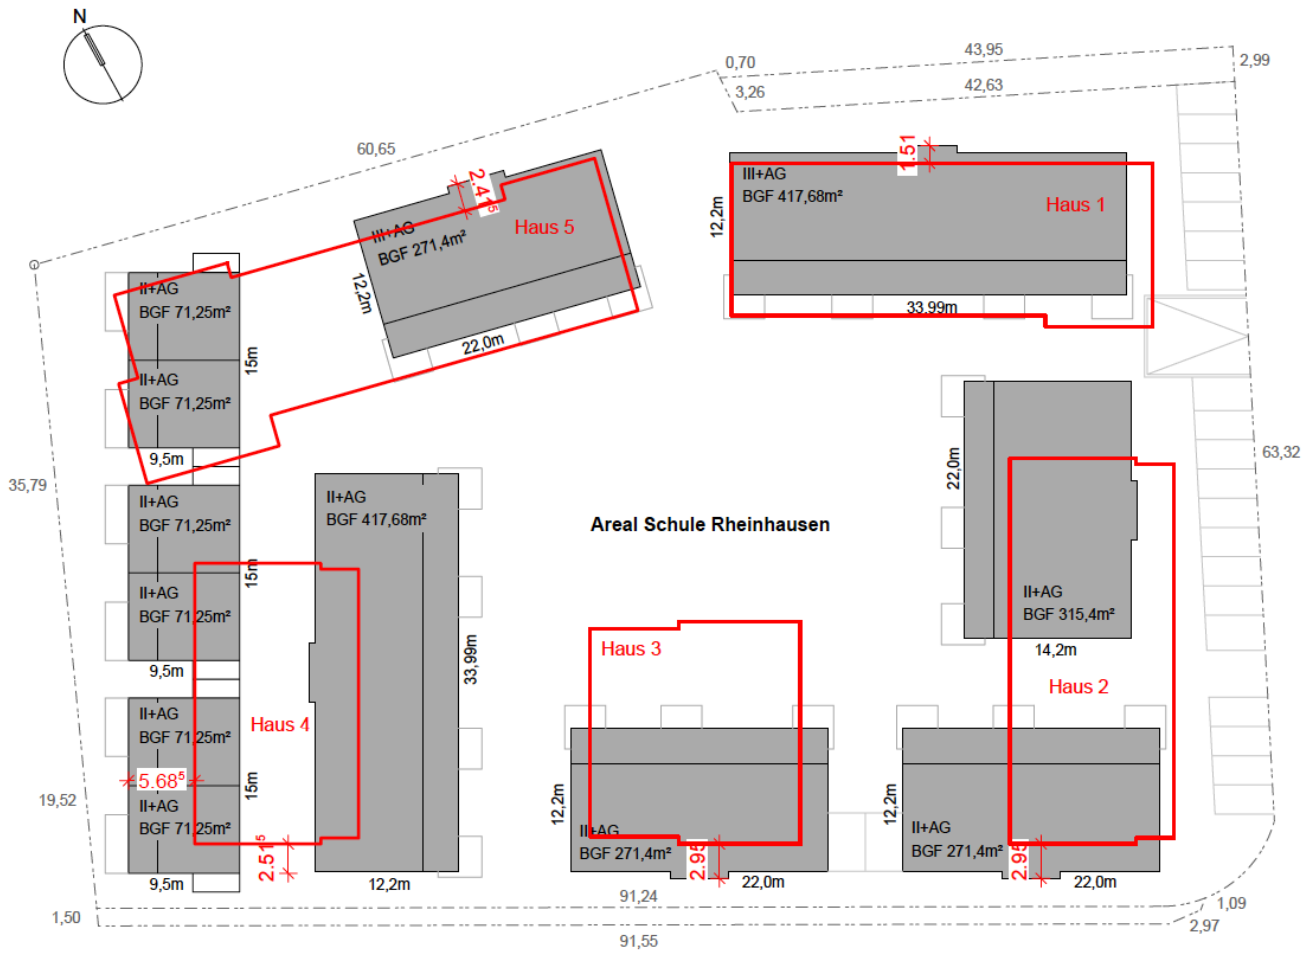 N
43,95
0,70
2,99
3,26
42,63
60,65
1.51
III+AG
BGF 417,68m²
Haus 1
12,2m
33,99m
2.41⁵
III+AG
BGF 271,4m²
Haus 5
12,2m
22,0m
II+AG
BGF 71,25m²
15m
II+AG
BGF 71,25m²
9,5m
35,79
63,32
II+AG
BGF 71,25m²
15m
II+AG
BGF 71,25m²
9,5m
II+AG
BGF 417,68m²
33,99m
12,2m
Areal Schule Rheinhausen
22,0m
II+AG
BGF 315,4m²
14,2m
Haus 3
Haus 2
Haus 4
II+AG
BGF 71,25m²
5.68⁵
15m
II+AG
BGF 71,25m²
9,5m
19,52
2.51⁵
12,2m
II+AG
BGF 271,4m²
2.95
22,0m
12,2m
II+AG
BGF 271,4m²
2.95
22,0m
91,24
1,50
1,09
2,97
91,55